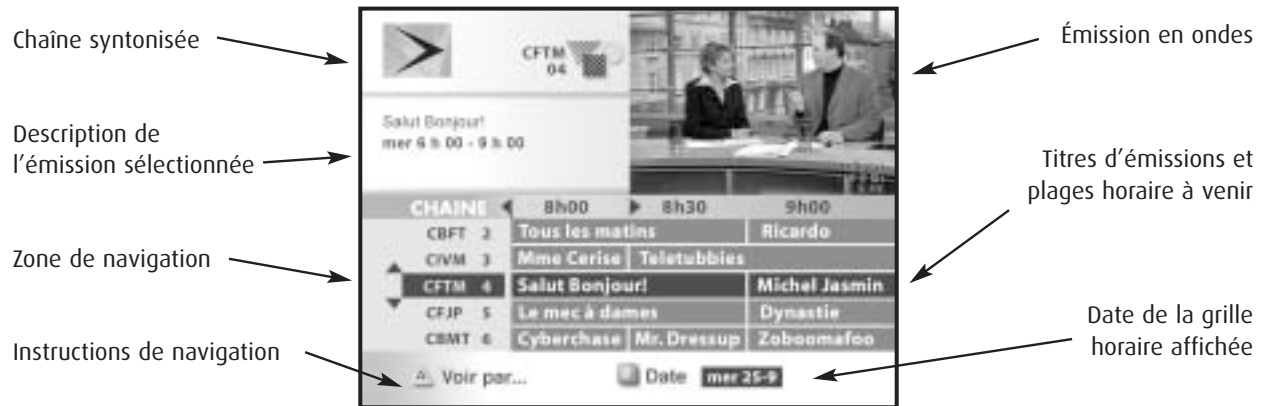 Chaîne syntonisée
Description de
l'émission sélectionnée
Zone de navigation
Instructions de navigation
CFTM
04
Salut Bonjour!
mer 6 h 00 - 9 h 00
CHAINE 8h00 8h30 9h00
CBFT 2 Tous les matins Ricardo
CIVM 3 Mme Cerise Teletubbies
CFTM 4 Salut Bonjour! Michel Jasmin
CFJP 5 Le mec à dames Dynastie
CBMT 6 Cyberchase Mr. Dressup Zoboomafoo
A Voir par... Date mer 25-9
Émission en ondes
Titres d'émissions et
plages horaire à venir
Date de la grille
horaire affichée